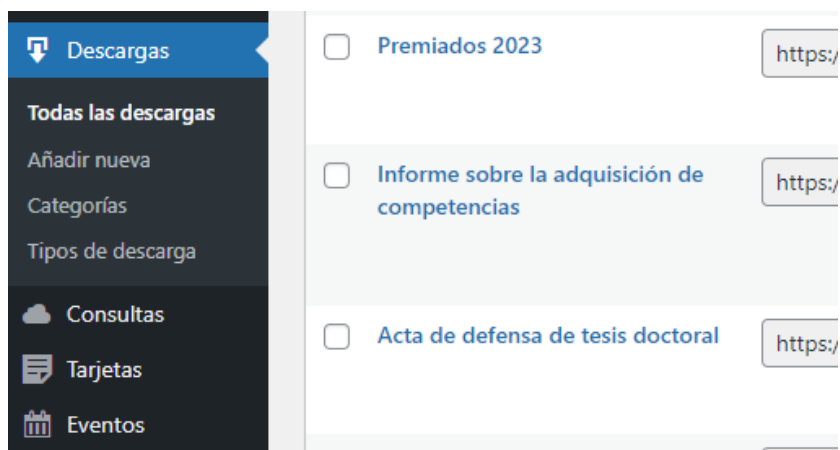 Descargas
Todas las descargas
Añadir nueva
Categorías
Tipos de descarga
Consultas
Tarjetas
Eventos
Premiados 2023
https:/
Informe sobre la adquisición de
competencias
https:/
Acta de defensa de tesis doctoral
https:/